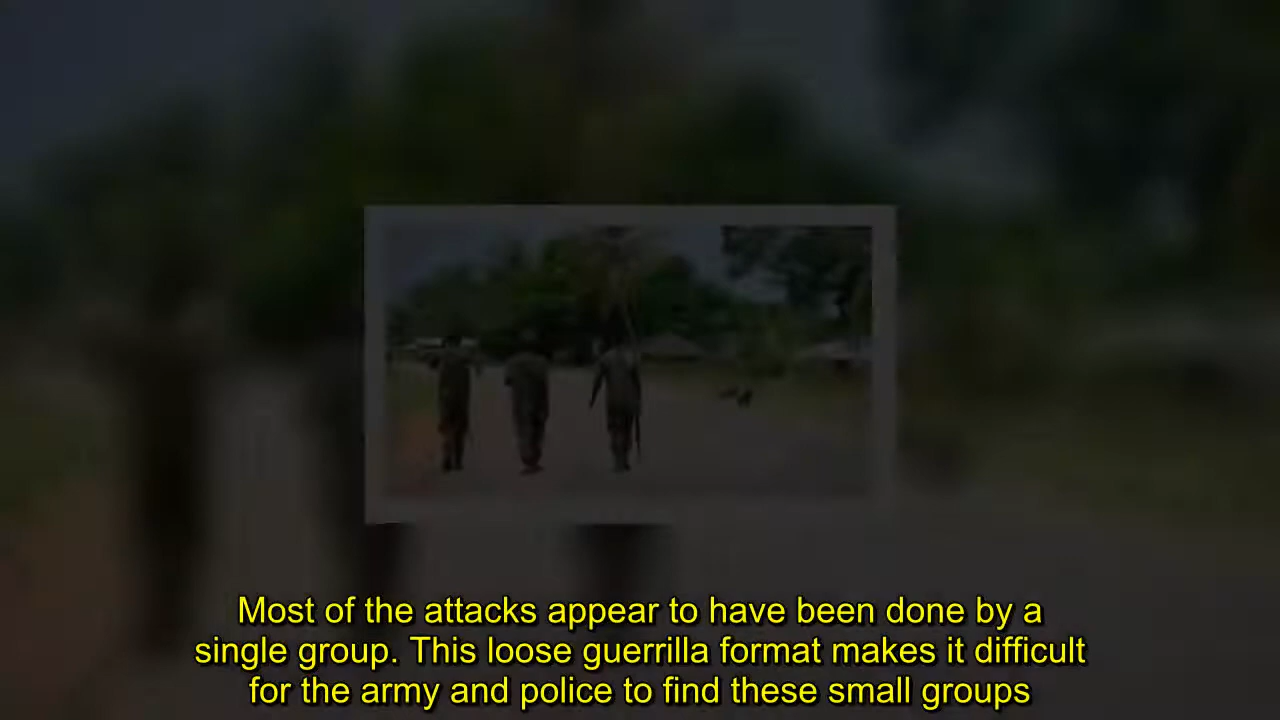 Most of the attacks appear to have been done by a
single group. This loose guerrilla format makes it difficult
for the army and police to find these small groups